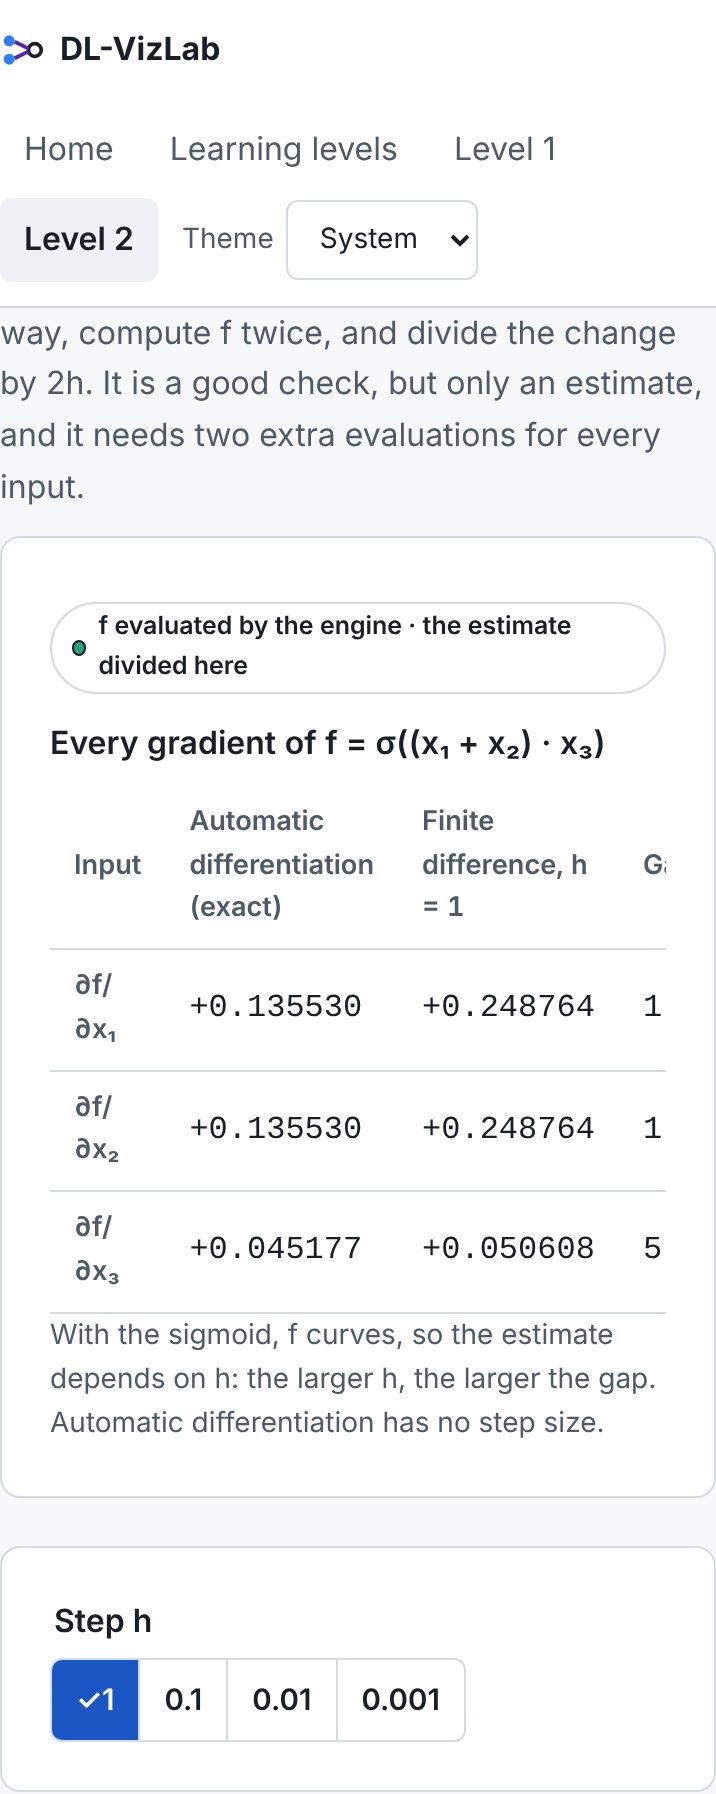 DL-VizLab
Home Learning levels Level 1
Level 2 Theme System
way, compute f twice, and divide the change
by 2h. It is a good check, but only an estimate,
and it needs two extra evaluations for every
input.
f evaluated by the engine · the estimate
divided here
Every gradient of f = σ((x₁ + x₂) · x₃)
Input Automatic differentiation (exact) Finite difference, h = 1
∂f/∂x₁ +0.135530 +0.248764 1
∂f/∂x₂ +0.135530 +0.248764 1
∂f/∂x₃ +0.045177 +0.050608 5
With the sigmoid, f curves, so the estimate
depends on h: the larger h, the larger the gap.
Automatic differentiation has no step size.
Step h
✓1 0.1 0.01 0.001